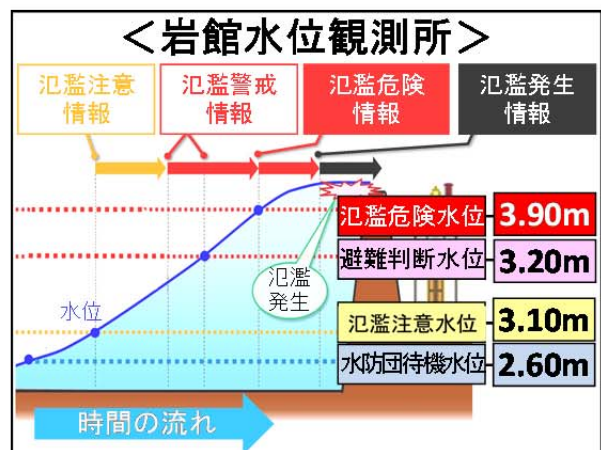 ＜岩館水位観測所＞
氾濫注意
情報
氾濫警戒
情報
氾濫危険
情報
氾濫発生
情報
氾濫危険水位 3.90m
避難判断水位 3.20m
氾濫
発生
水位
氾濫注意水位 3.10m
水防団待機水位 2.60m
時間の流れ